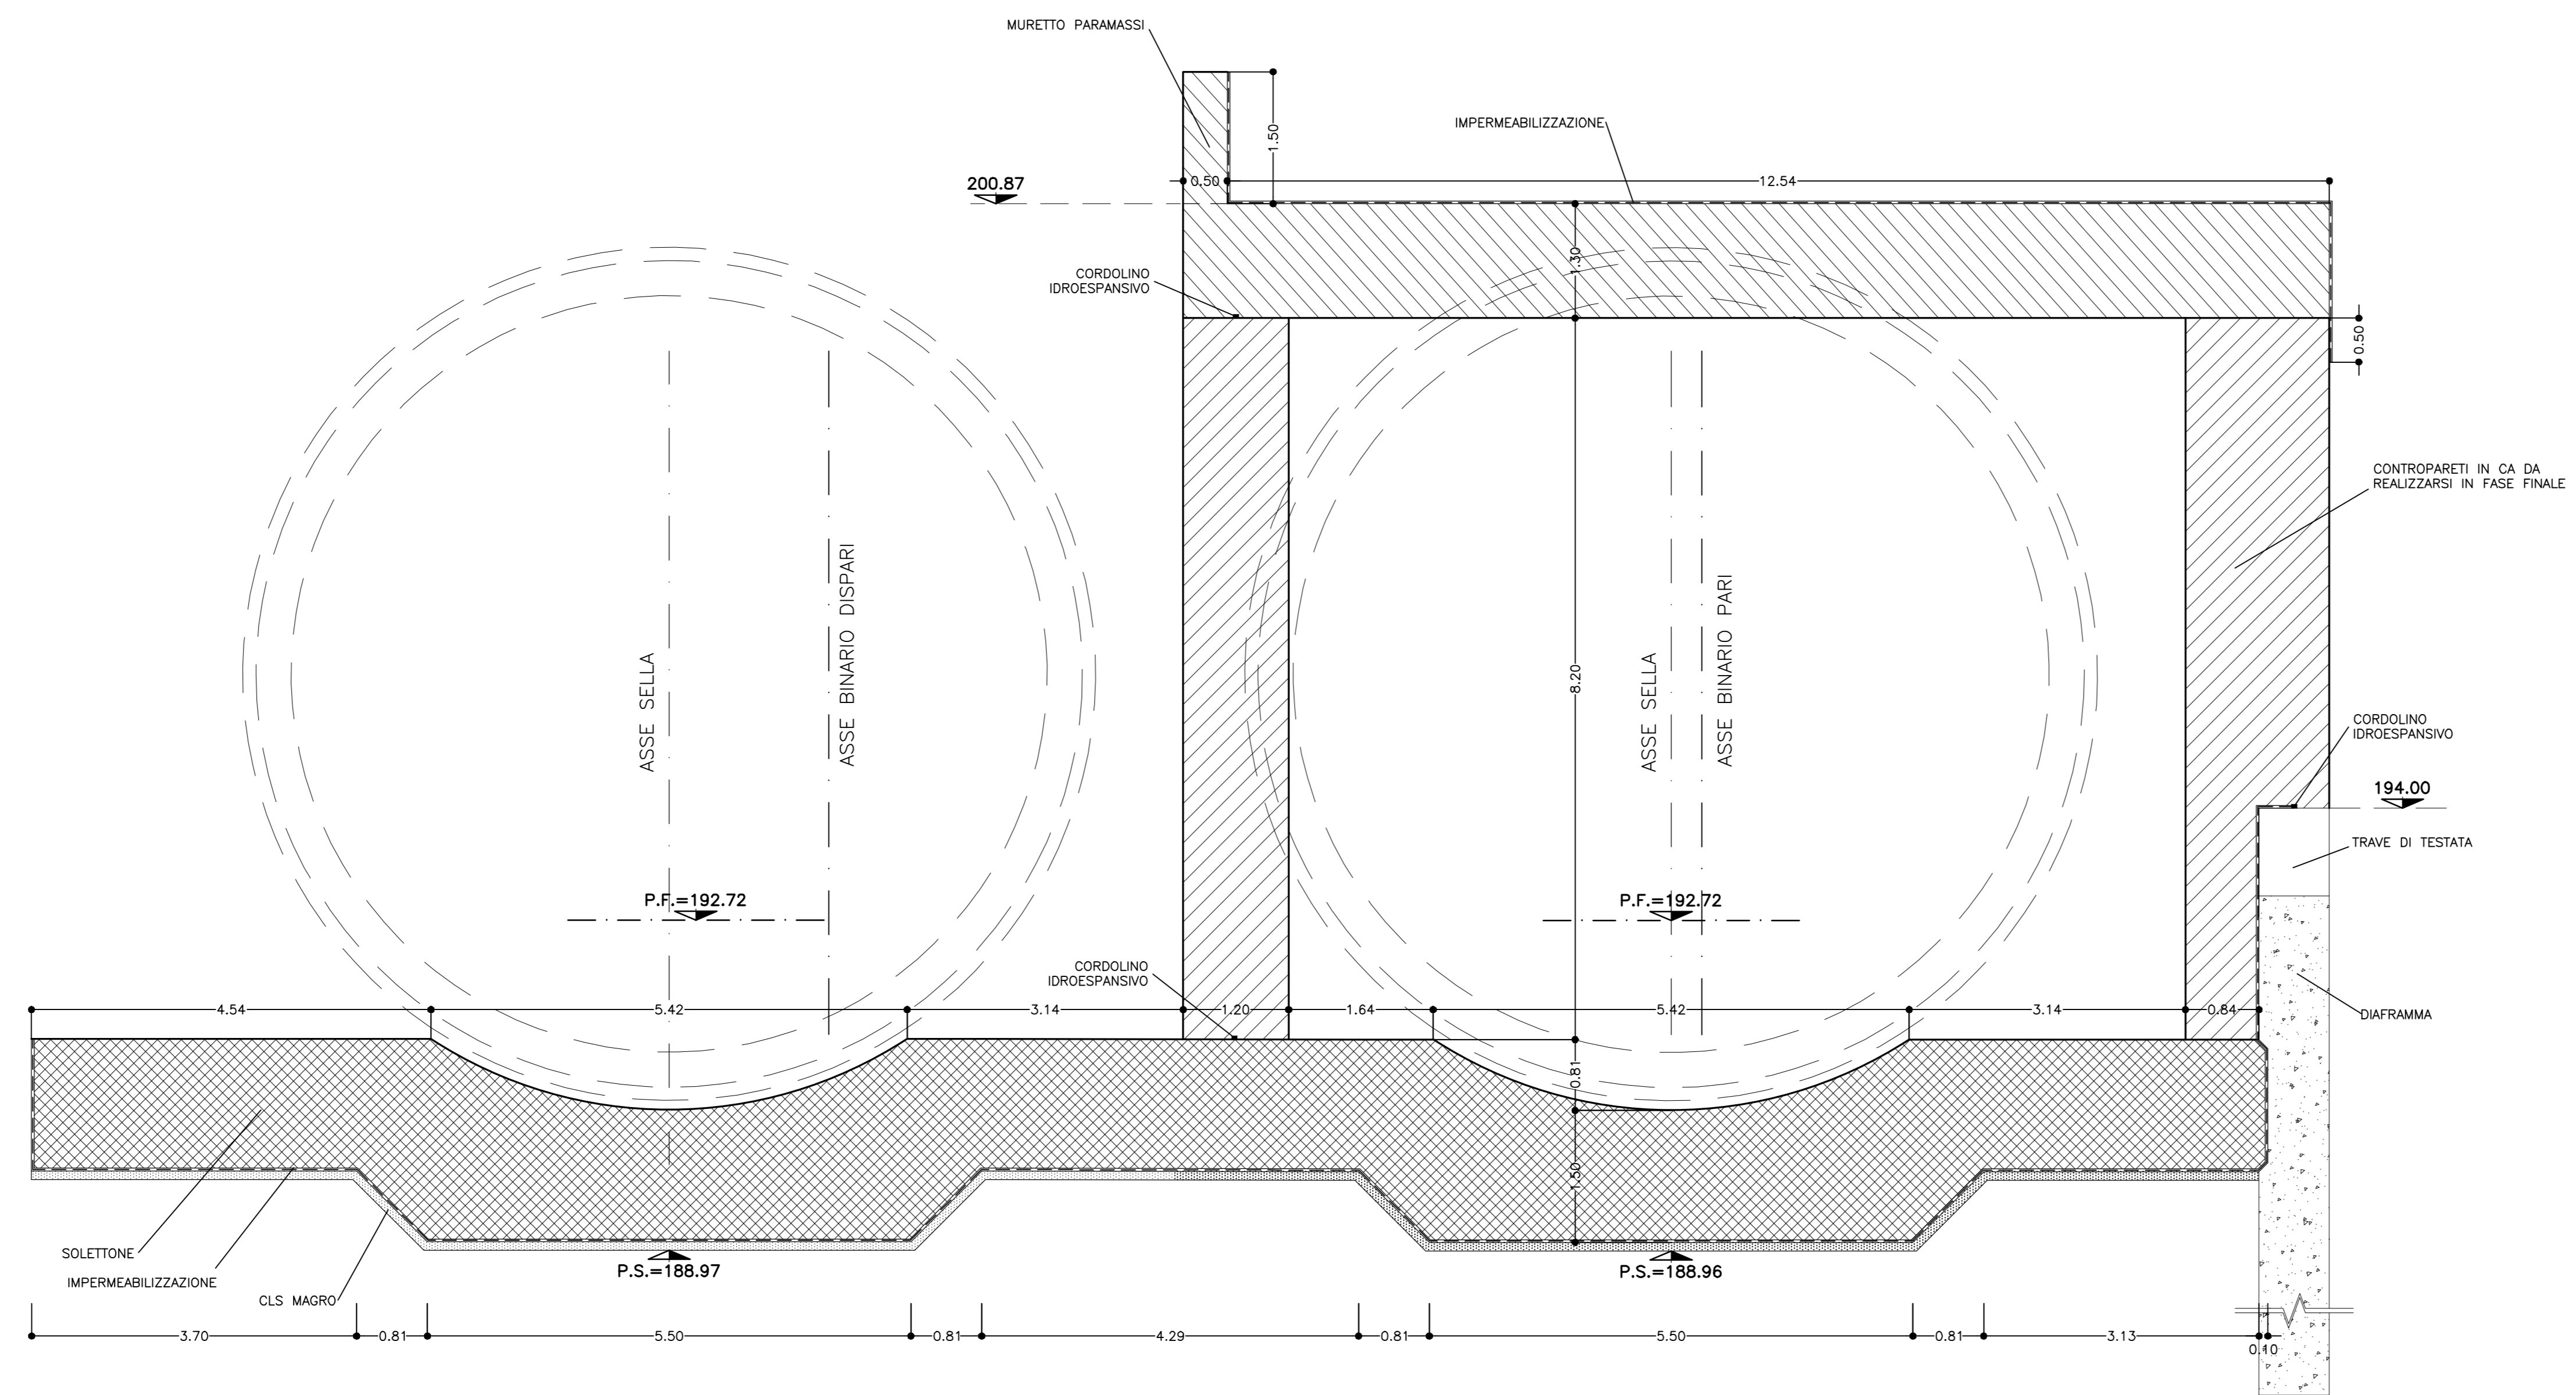 MURETTO PARAMASSI
1.50
IMPERMEABILIZZAZIONE
200.87
0.50
12.54
1.30
CORDOLINO
IDROESPANSIVO
0.50
CONTROPARETI IN CA DA
REALIZZARSI IN FASE FINALE
ASSE SELLA
ASSE BINARIO DISPARI
8.20
ASSE SELLA
ASSE BINARIO PARI
CORDOLINO
IDROESPANSIVO
194.00
TRAVE DI TESTATA
P.F.=192.72
P.F.=192.72
CORDOLINO
IDROESPANSIVO
4.54
5.42
3.14
1.20
1.64
5.42
3.14
0.84
DIAFRAMMA
0.81
1.50
SOLETTONE
IMPERMEABILIZZAZIONE
CLS MAGRO
P.S.=188.97
P.S.=188.96
3.70
0.81
5.50
0.81
4.29
0.81
5.50
0.81
3.13
0.10